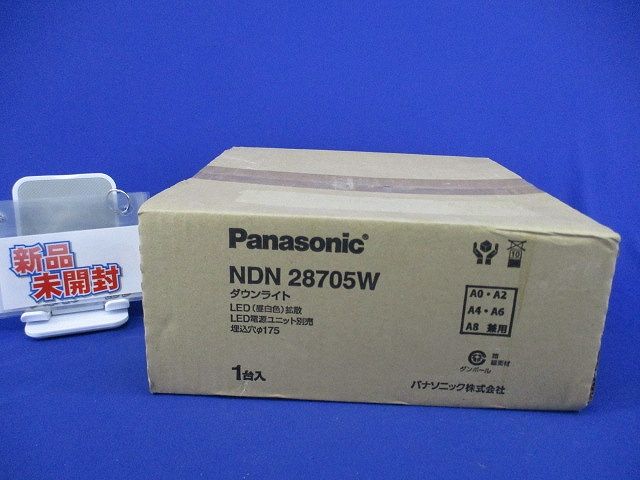 新品
未開封
Panasonic
NDN 28705W
ダウンライト
LED(昼白色)拡散
LED電源ユニット別売
埋込穴φ175
1台入
10
A0・A2
A4・A6
A8 兼用
ダンボール
パナソニック株式会社